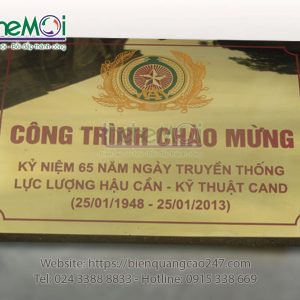 neMỚI
CÔNG TRÌNH CHÀO MỪNG
KỶ NIỆM 65 NĂM NGÀY TRUYỀN THỐNG
LỰC LƯỢNG HẬU CẦN - KỸ THUẬT CAND
(25/01/1948 - 25/01/2013)
Website: https://bienquangcao247.com
Tel: 024 3388 8833 - Hotline: 0915 338 669